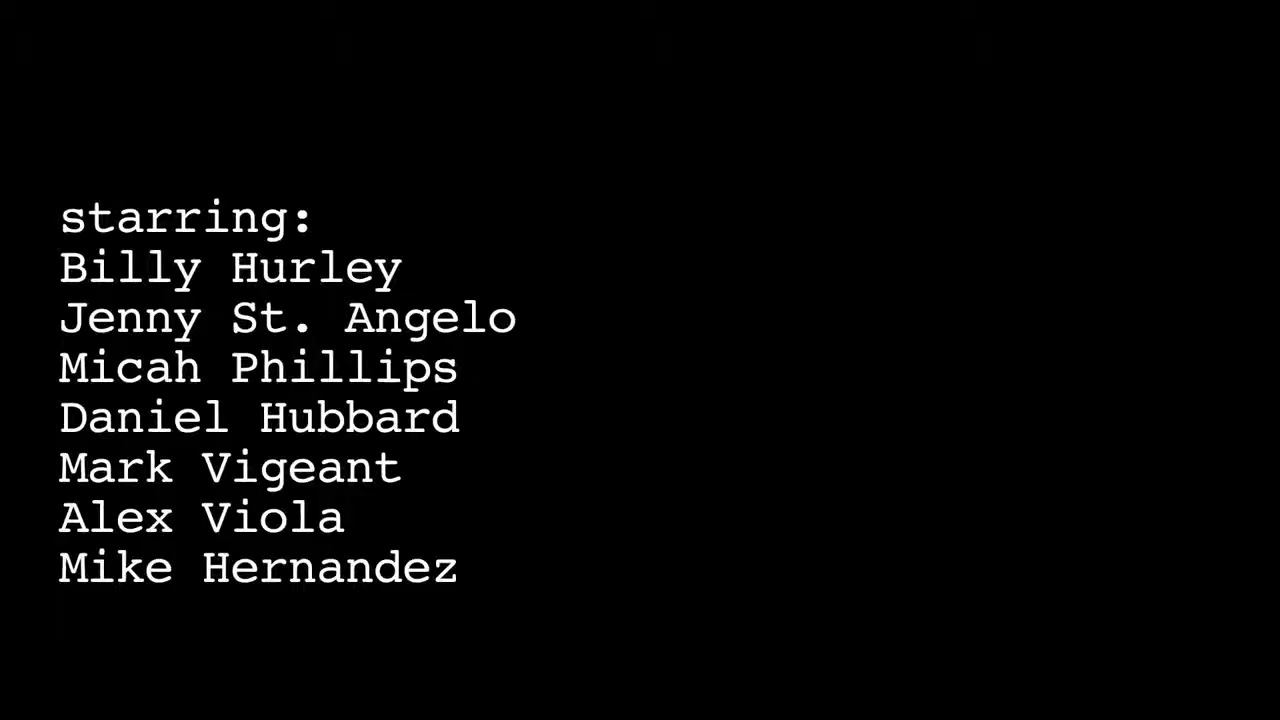 starring:
Billy Hurley
Jenny St. Angelo
Micah Phillips
Daniel Hubbard
Mark Vigeant
Alex Viola
Mike Hernandez